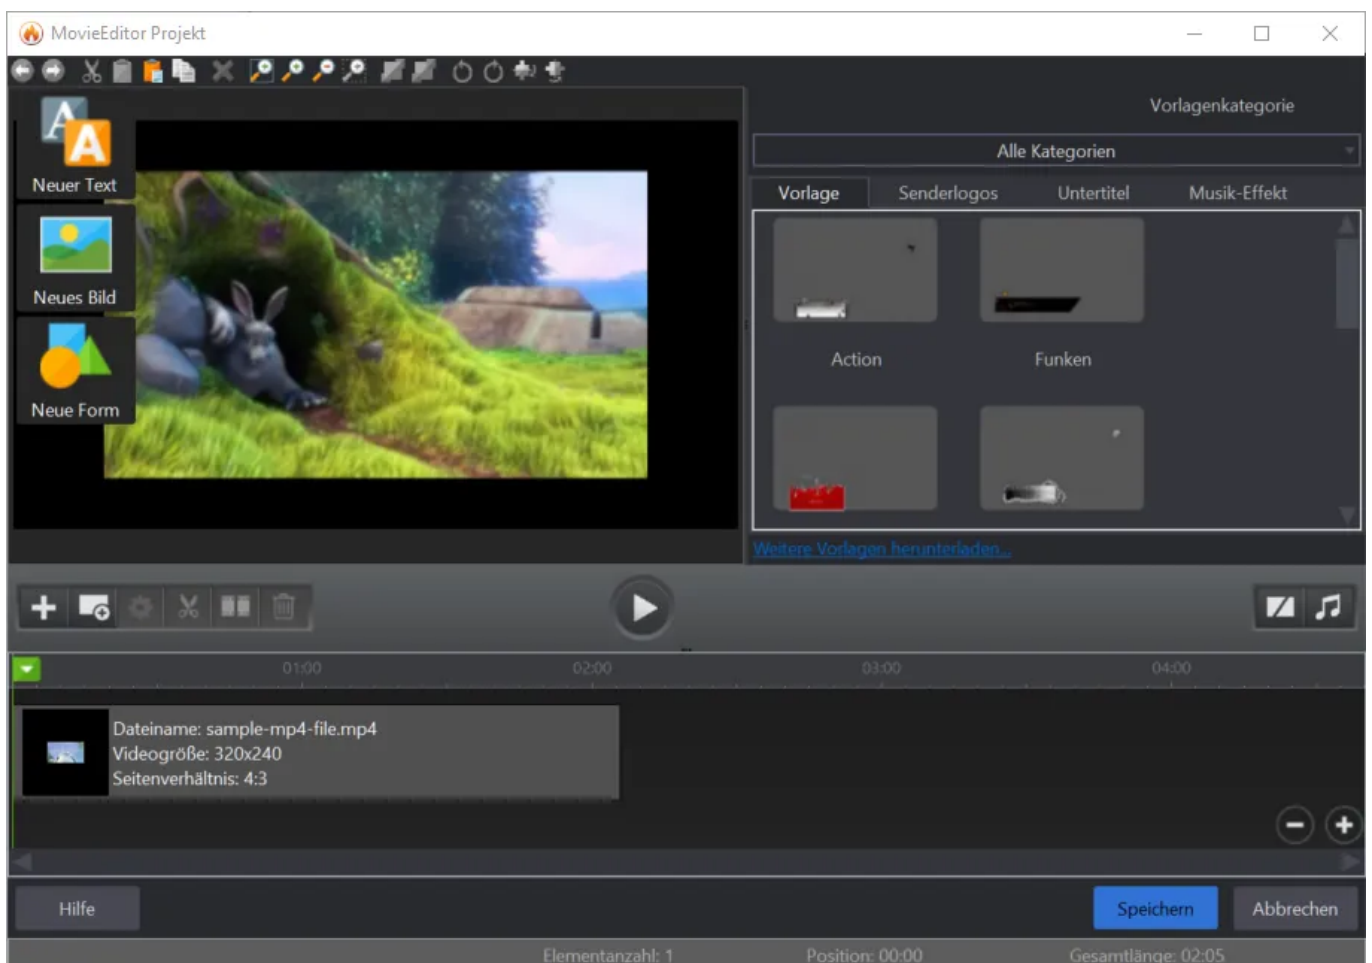 MovieEditor Projekt
Neuer Text
Neues Bild
Neue Form
Vorlagenkategorie
Alle Kategorien
Vorlage Senderlogos Untertitel Musik-Effekt
Action Funken
Weitere Vorlagen herunterladen...
01:00 02:00 03:00 04:00
Dateiname: sample-mp4-file.mp4
Videogröße: 320x240
Seitenverhältnis: 4:3
Hilfe Speichern Abbrechen
Elementanzahl: 1 Position: 00:00 Gesamtlänge: 02:05